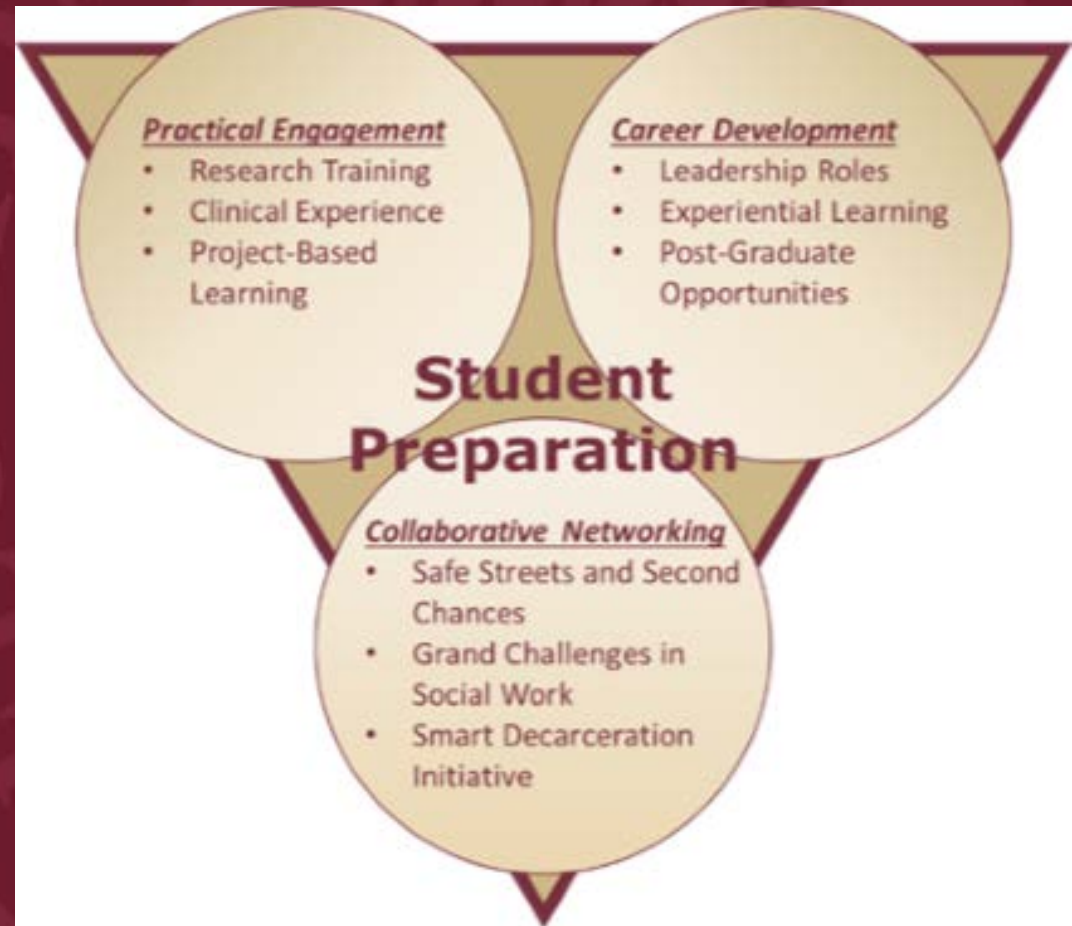 Practical Engagement
• Research Training
• Clinical Experience
• Project-Based
Learning
Career Development
• Leadership Roles
• Experiential Learning
• Post-Graduate
Opportunities
Student
Preparation
Collaborative Networking
• Safe Streets and Second
Chances
• Grand Challenges in
Social Work
• Smart Decarceration
Initiative